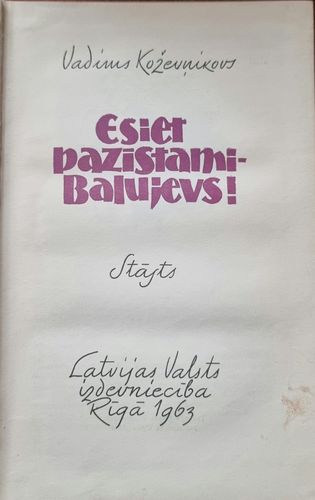 Vadims Koževņikovs
Esiet
pazīstami-
Balujevs!
Stāsts
Latvijas Valsts
izdevniecība
Rīgā 1963